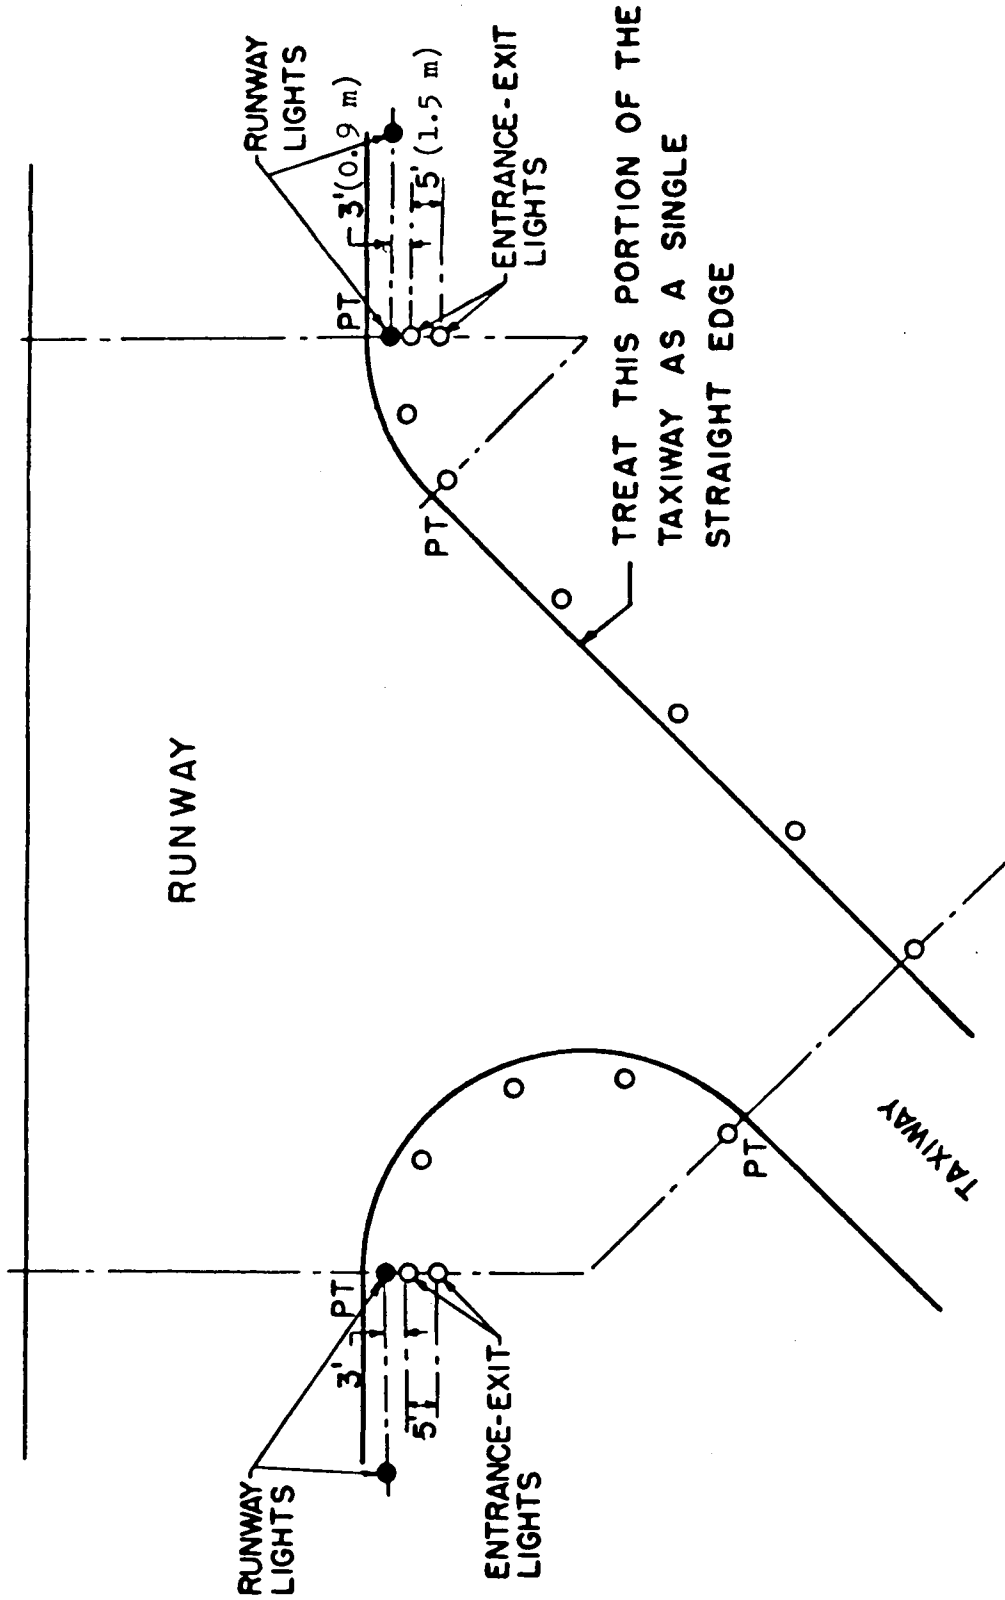 RUNWAY
LIGHTS
3'
PT
5'
ENTRANCE-EXIT
LIGHTS
RUNWAY
TAXIWAY
PT
RUNWAY
LIGHTS
PT
3'(0.9 m)
5'(1.5 m)
ENTRANCE-EXIT
LIGHTS
PT
TREAT THIS PORTION OF THE
TAXIWAY AS A SINGLE
STRAIGHT EDGE